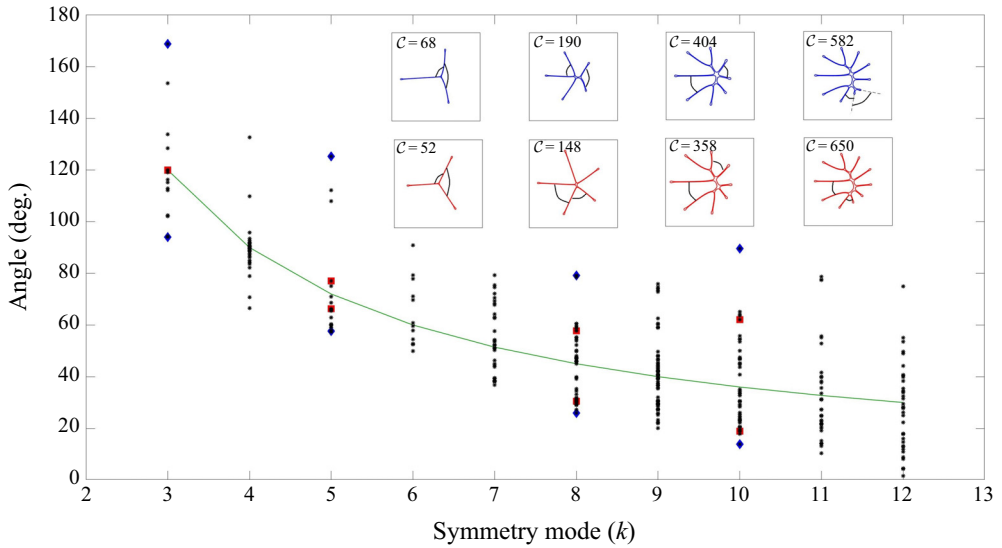 180
160
140
120
100
80
60
40
20
0
Angle (deg.)
𝒞 = 68
𝒞 = 190
𝒞 = 404
𝒞 = 582
𝒞 = 52
𝒞 = 148
𝒞 = 358
𝒞 = 650
2 3 4 5 6 7 8 9 10 11 12 13
Symmetry mode (k)